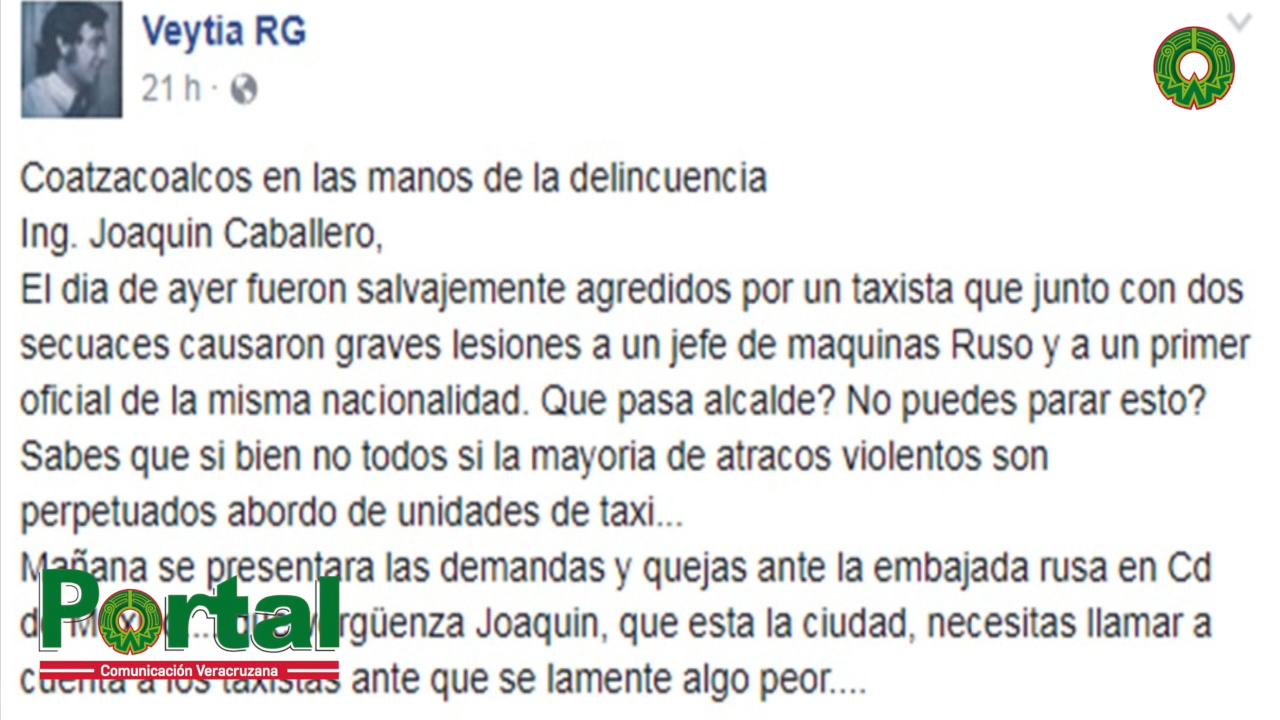 Veytia RG
21 h ·
Coatzacoalcos en las manos de la delincuencia
Ing. Joaquin Caballero,
El dia de ayer fueron salvajemente agredidos por un taxista que junto con dos
secuaces causaron graves lesiones a un jefe de maquinas Ruso y a un primer
oficial de la misma nacionalidad. Que pasa alcalde? No puedes parar esto?
Sabes que si bien no todos si la mayoria de atracos violentos son
perpetuados abordo de unidades de taxi...
Mañana se presentara las demandas y quejas ante la embajada rusa en Cd
de Joaquin, que esta la ciudad, necesitas llamar a
cuenta a los taxistas ante que se lamente algo peor....
Portal
Comunicación Veracruzana